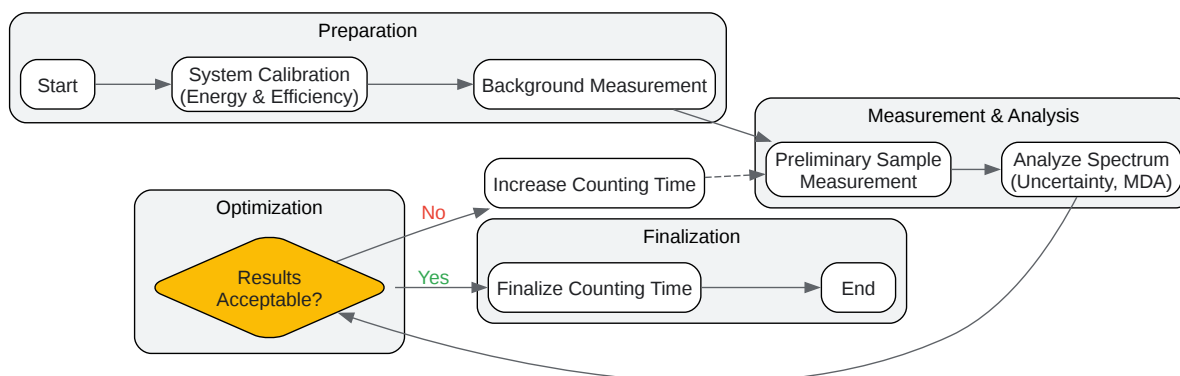 Preparation
Start
System Calibration
(Energy & Efficiency)
Background Measurement
Measurement & Analysis
Preliminary Sample
Measurement
Analyze Spectrum
(Uncertainty, MDA)
Increase Counting Time
Optimization
No
Results
Acceptable?
Yes
Finalization
Finalize Counting Time
End